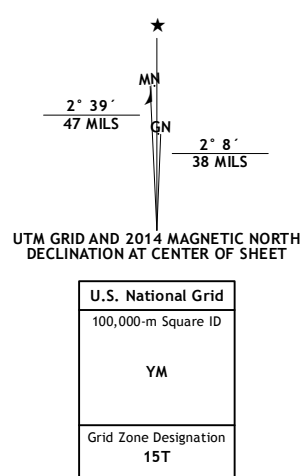 ★
MN
GN
2° 39´
47 MILS
2° 8´
38 MILS
UTM GRID AND 2014 MAGNETIC NORTH
DECLINATION AT CENTER OF SHEET
U.S. National Grid
100,000-m Square ID
YM
Grid Zone Designation
15T